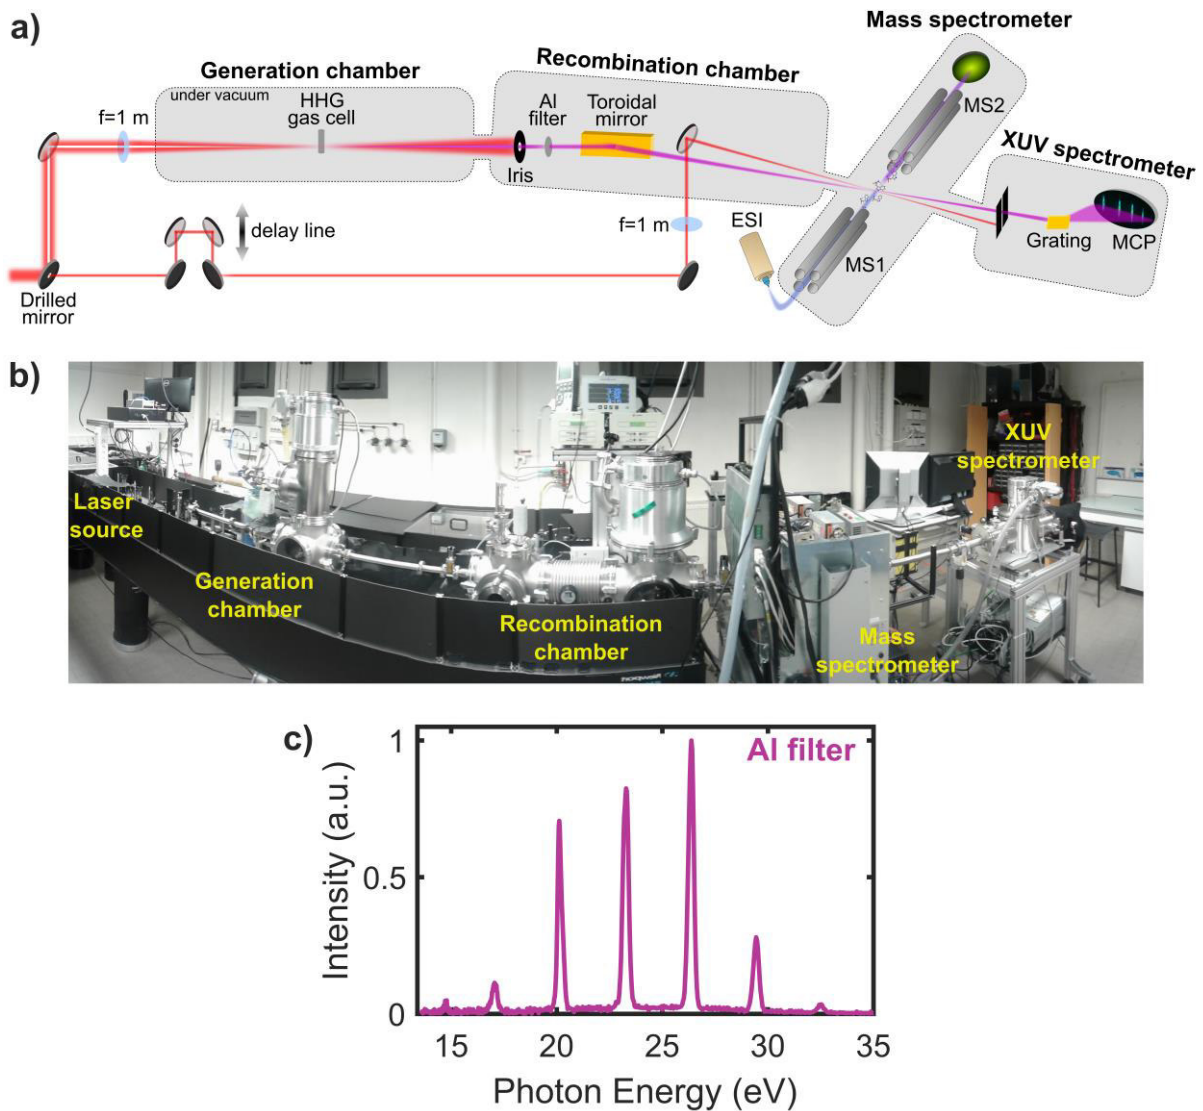 a)
Mass spectrometer
Generation chamber
Recombination chamber
under vacuum
HHG
gas cell
f=1 m
Al
filter
Toroidal
mirror
MS2
XUV spectrometer
Iris
delay line
f=1 m
ESI
MS1
Grating
MCP
Drilled
mirror
b)
Laser
source
Generation
chamber
Recombination
chamber
Mass
spectrometer
XUV
spectrometer
c)
Al filter
Intensity (a.u.)
1
0.5
0
15 20 25 30 35
Photon Energy (eV)